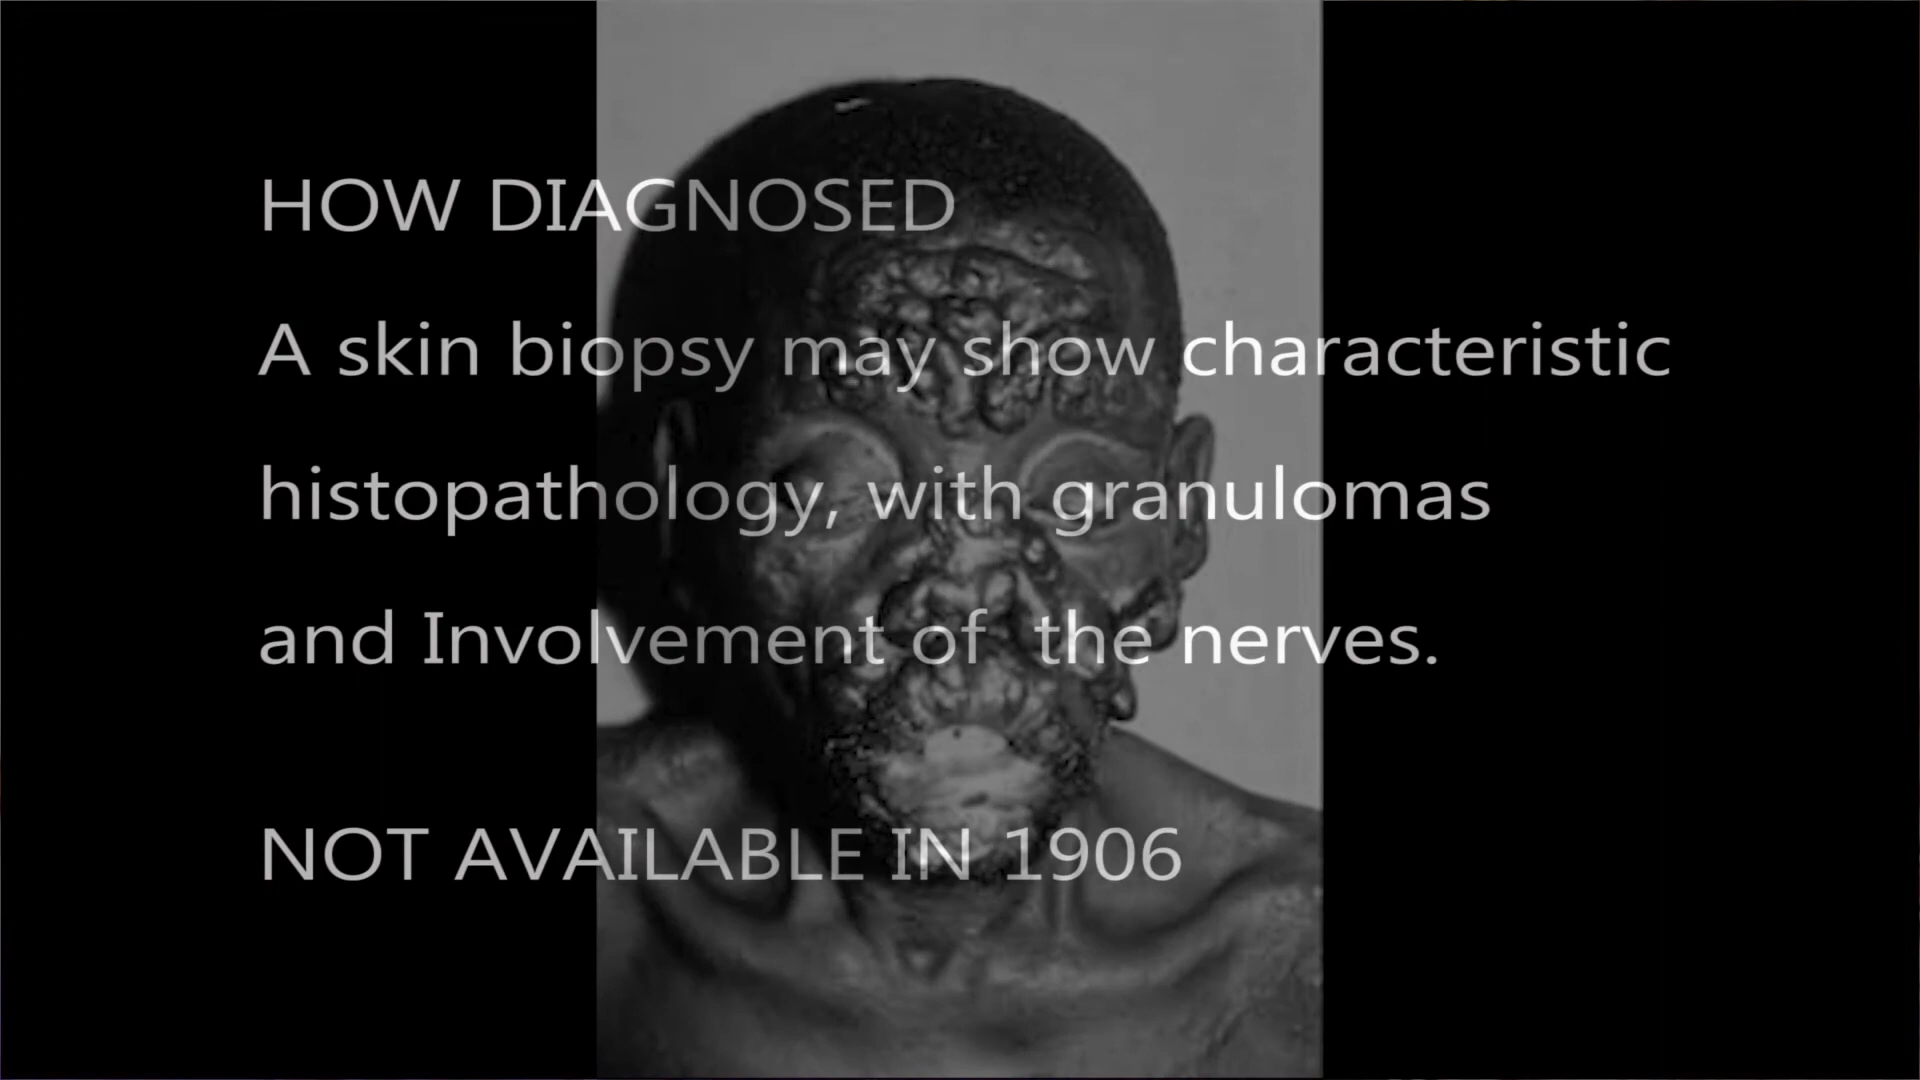 HOW DIAGNOSED
A skin biopsy may show characteristic
histopathology, with granulomas
and Involvement of the nerves.
NOT AVAILABLE IN 1906